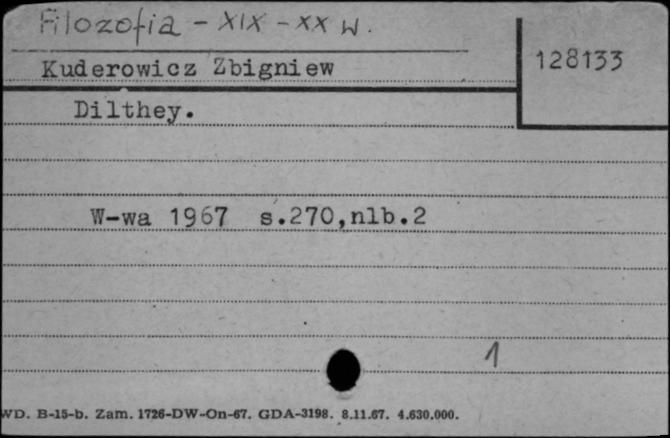 Filozofia - XIX - XX w.
Kuderowicz Zbigniew
128133
Dilthey.
W-wa 1967 s.270,nlb.2
1
WD. B-15-b. Zam. 1726-DW-On-67. GDA-3198. 8.11.67. 4.630.000.